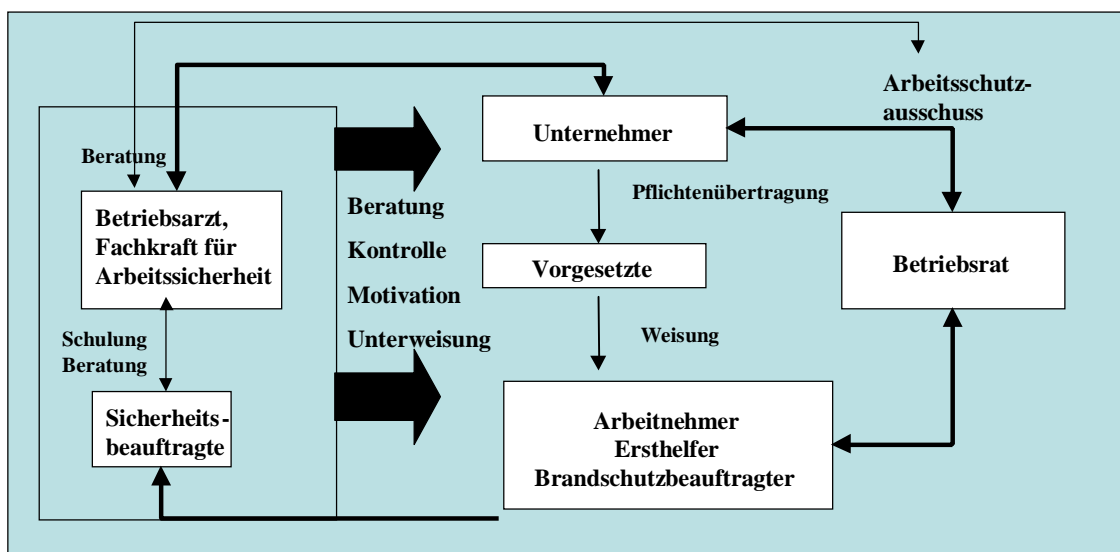 Arbeitsschutz-
ausschuss
Unternehmer
Beratung
Pflichtenübertragung
Betriebsarzt,
Fachkraft für
Arbeitssicherheit
Beratung
Kontrolle
Motivation
Unterweisung
Vorgesetzte
Betriebsrat
Weisung
Schulung
Beratung
Sicherheits-
beauftragte
Arbeitnehmer
Ersthelfer
Brandschutzbeauftragter